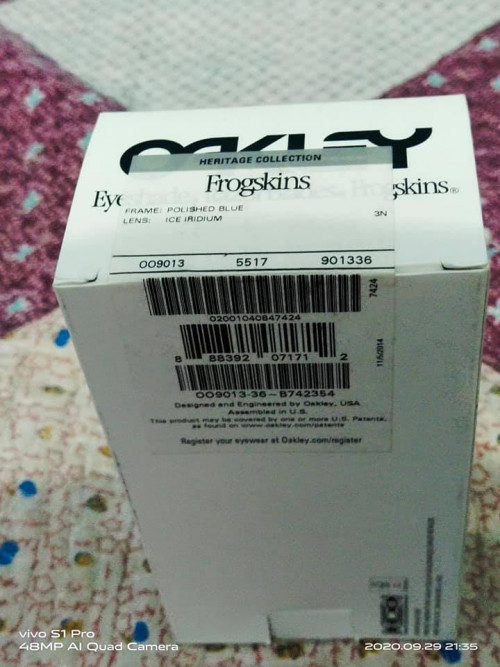 OAKLEY
HERITAGE COLLECTION
Eye Frogskins gskins®
FRAME: POLISHED BLUE
LENS: ICE IRIDIUM 3N
OO9013 5517 901336
7424
02001040847424
8 88392 07171 2
11/5/2014
OO9013-36-B742354
Designed and Engineered by Oakley, USA
Assembled in U.S.
This product may be covered by one or more U.S. Patents,
as found on www.oakley.com/patents
Register your eyewear at Oakley.com/register
vivo S1 Pro
48MP AI Quad Camera 2020.09.29 21:35